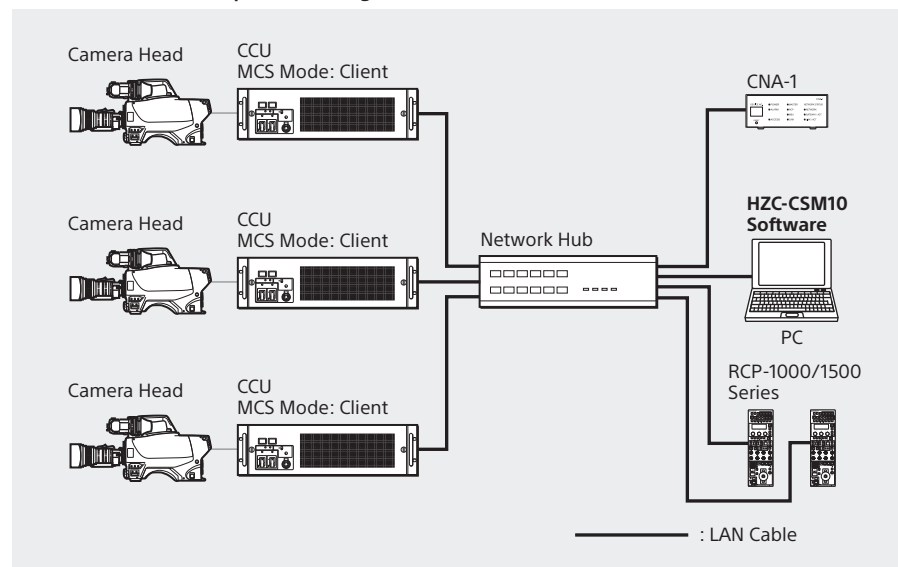 Camera Head
CCU
MCS Mode: Client
CNA-1
HZC-CSM10
Software
Camera Head
CCU
MCS Mode: Client
Network Hub
PC
RCP-1000/1500
Series
Camera Head
CCU
MCS Mode: Client
: LAN Cable